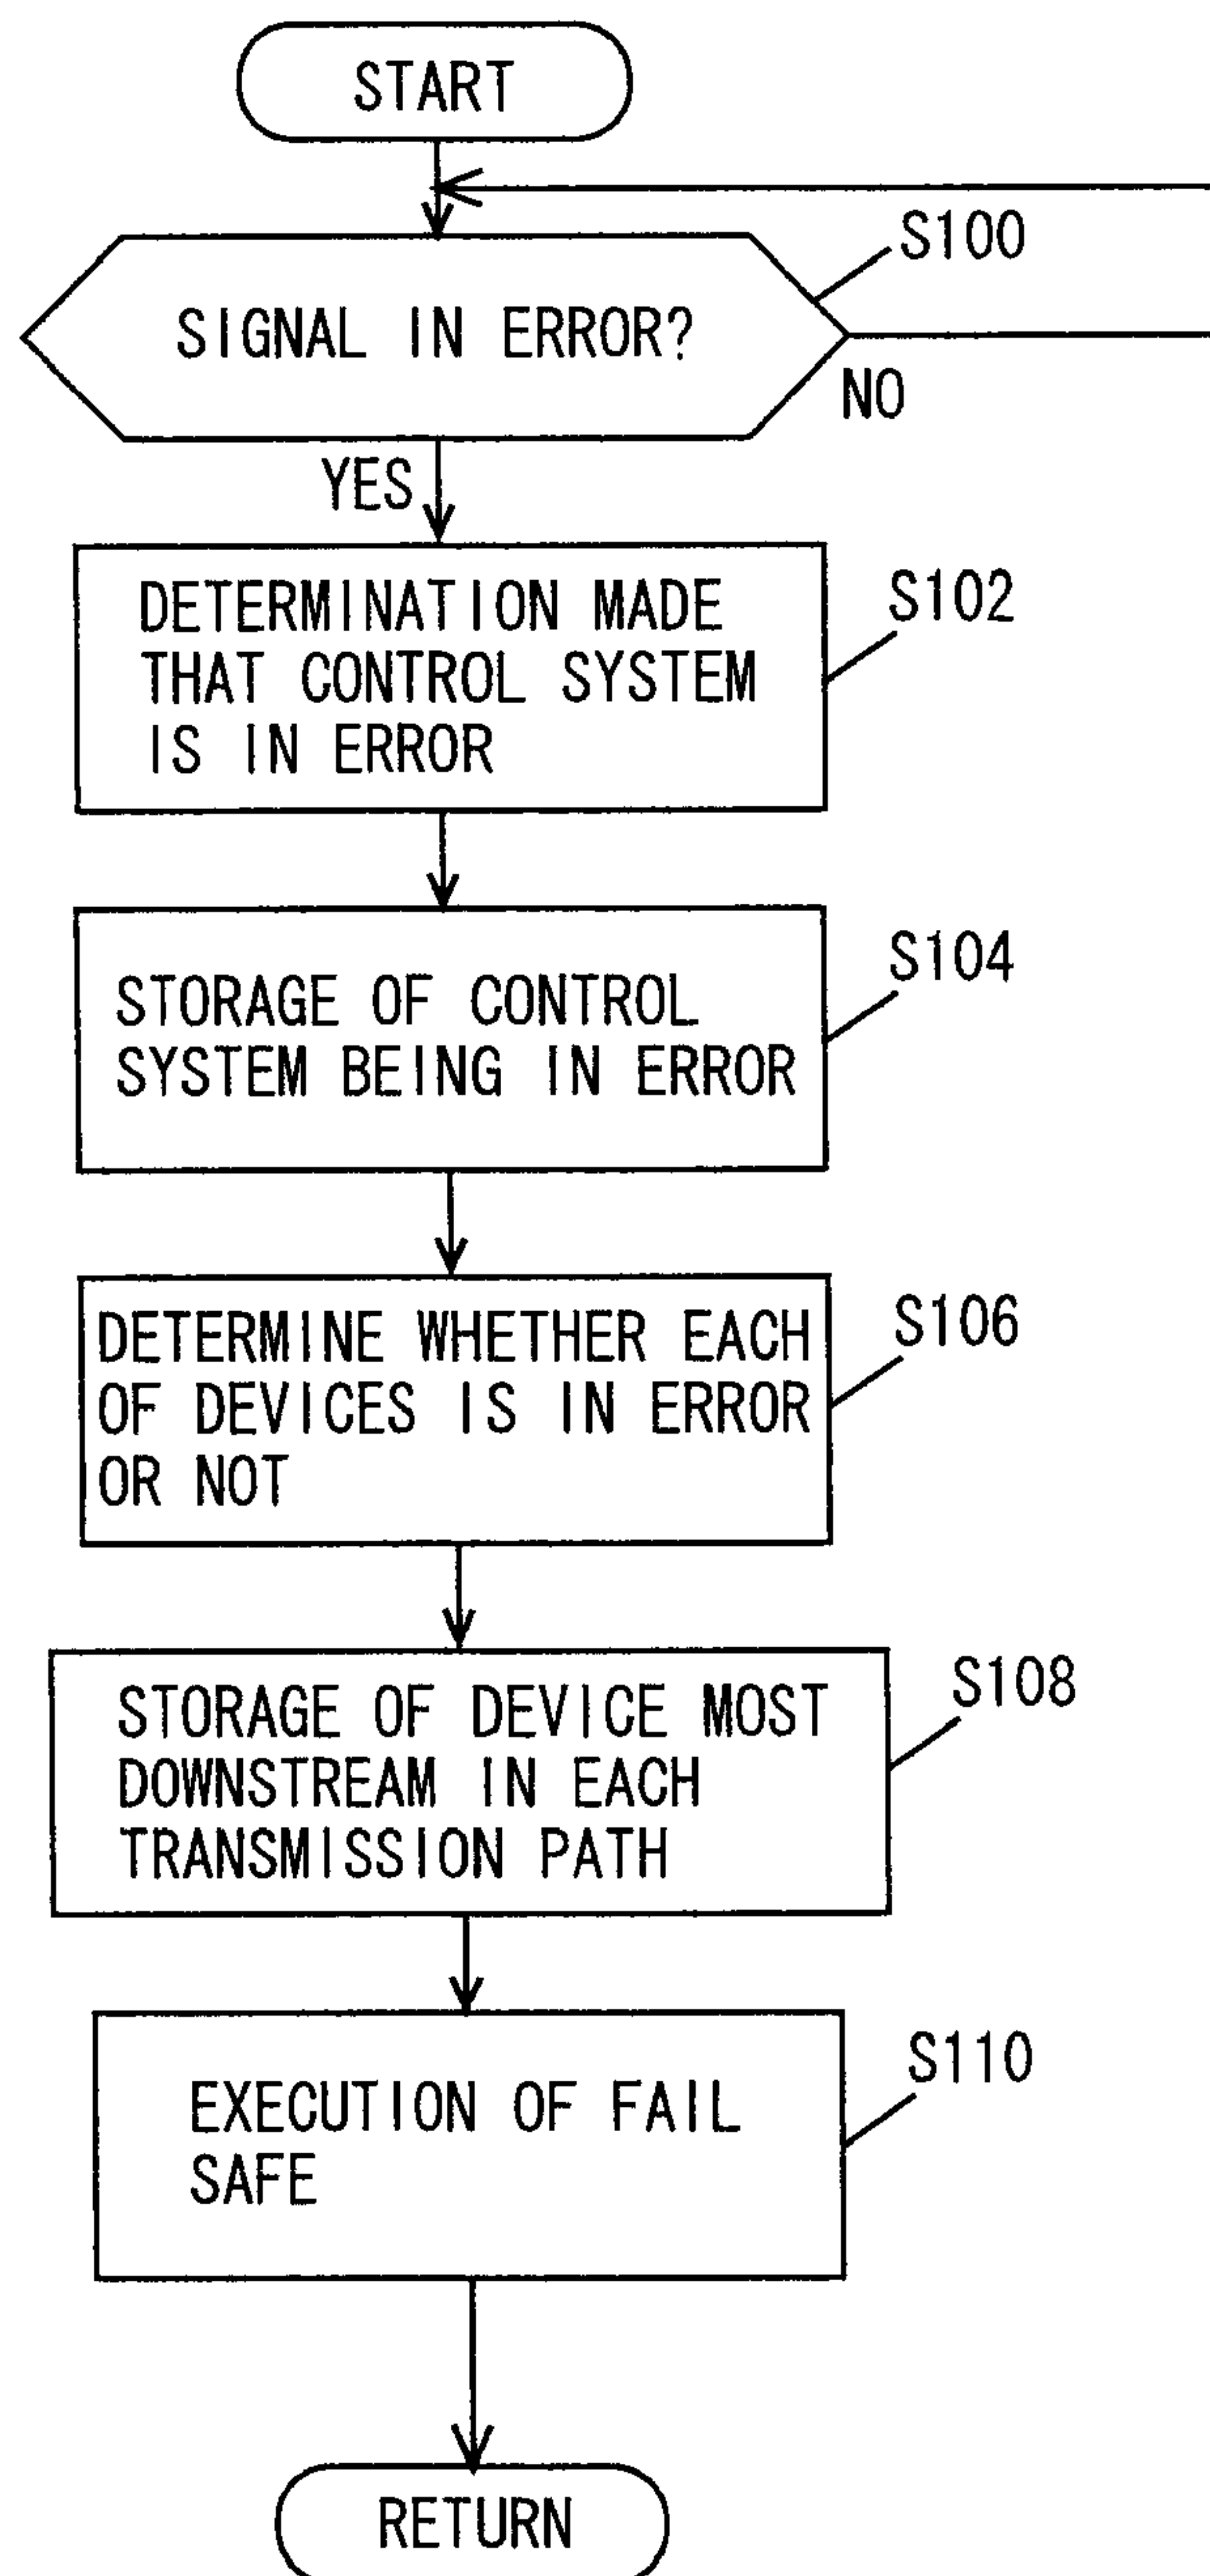 START
S100
SIGNAL IN ERROR?
NO
YES
S102
DETERMINATION MADE
THAT CONTROL SYSTEM
IS IN ERROR
S104
STORAGE OF CONTROL
SYSTEM BEING IN ERROR
S106
DETERMINE WHETHER EACH
OF DEVICES IS IN ERROR
OR NOT
S108
STORAGE OF DEVICE MOST
DOWNSTREAM IN EACH
TRANSMISSION PATH
S110
EXECUTION OF FAIL
SAFE
RETURN